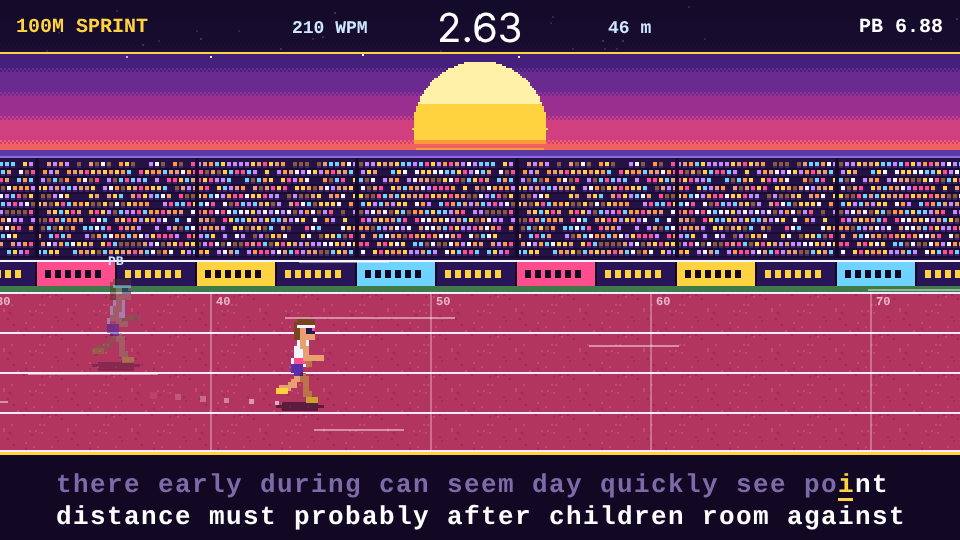 100M SPRINT 210 WPM 2.63 46 m PB 6.88
PB
30 40 50 60 70
there early during can seem day quickly see point
distance must probably after children room against